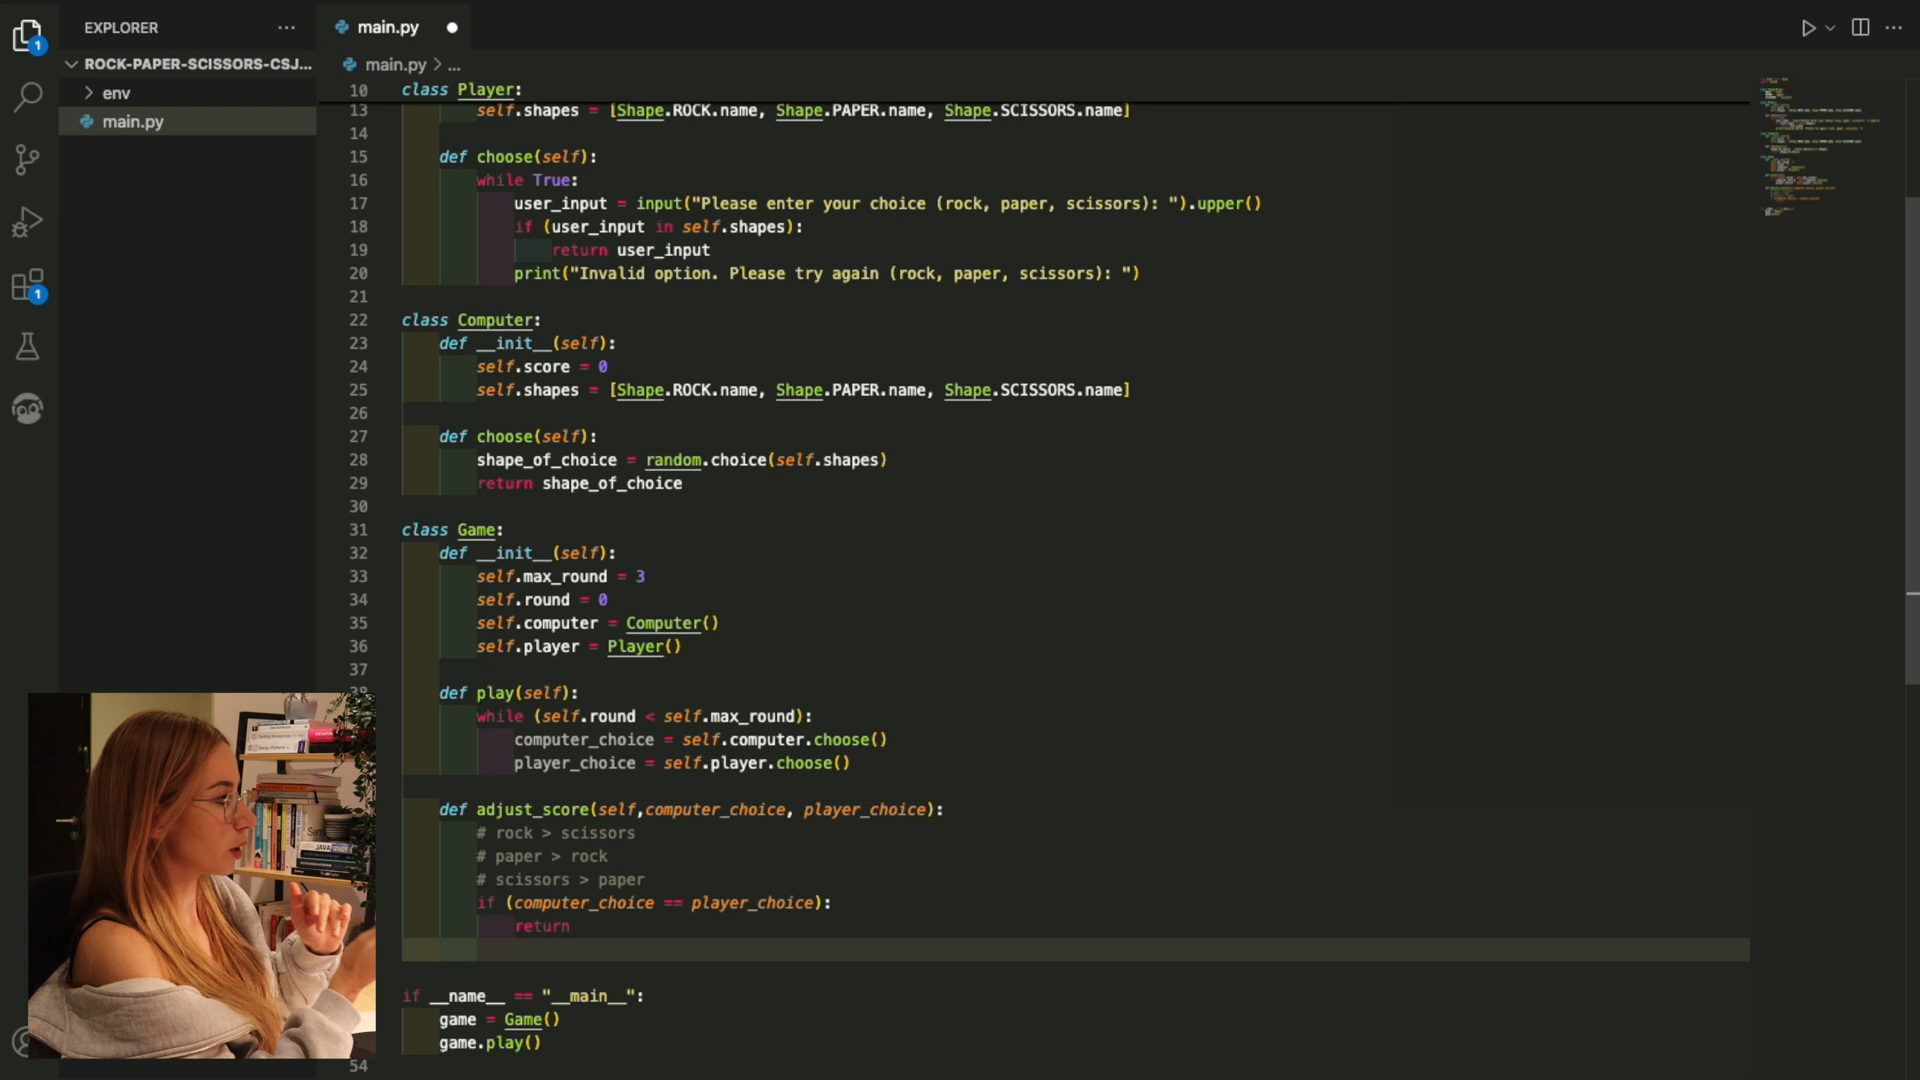 EXPLORER
ROCK-PAPER-SCISSORS-CSJ...
env
main.py
1
1
main.py
main.py > ...
10 class Player:
13 self.shapes = [Shape.ROCK.name, Shape.PAPER.name, Shape.SCISSORS.name]
14
15 def choose(self):
16 while True:
17 user_input = input("Please enter your choice (rock, paper, scissors): ").upper()
18 if (user_input in self.shapes):
19 return user_input
20 print("Invalid option. Please try again (rock, paper, scissors): ")
21
22 class Computer:
23 def __init__(self):
24 self.score = 0
25 self.shapes = [Shape.ROCK.name, Shape.PAPER.name, Shape.SCISSORS.name]
26
27 def choose(self):
28 shape_of_choice = random.choice(self.shapes)
29 return shape_of_choice
30
31 class Game:
32 def __init__(self):
33 self.max_round = 3
34 self.round = 0
35 self.computer = Computer()
36 self.player = Player()
37
def play(self):
while (self.round < self.max_round):
computer_choice = self.computer.choose()
player_choice = self.player.choose()
def adjust_score(self,computer_choice, player_choice):
# rock > scissors
# paper > rock
# scissors > paper
if (computer_choice == player_choice):
return
if __name__ == "__main__":
game = Game()
game.play()
54